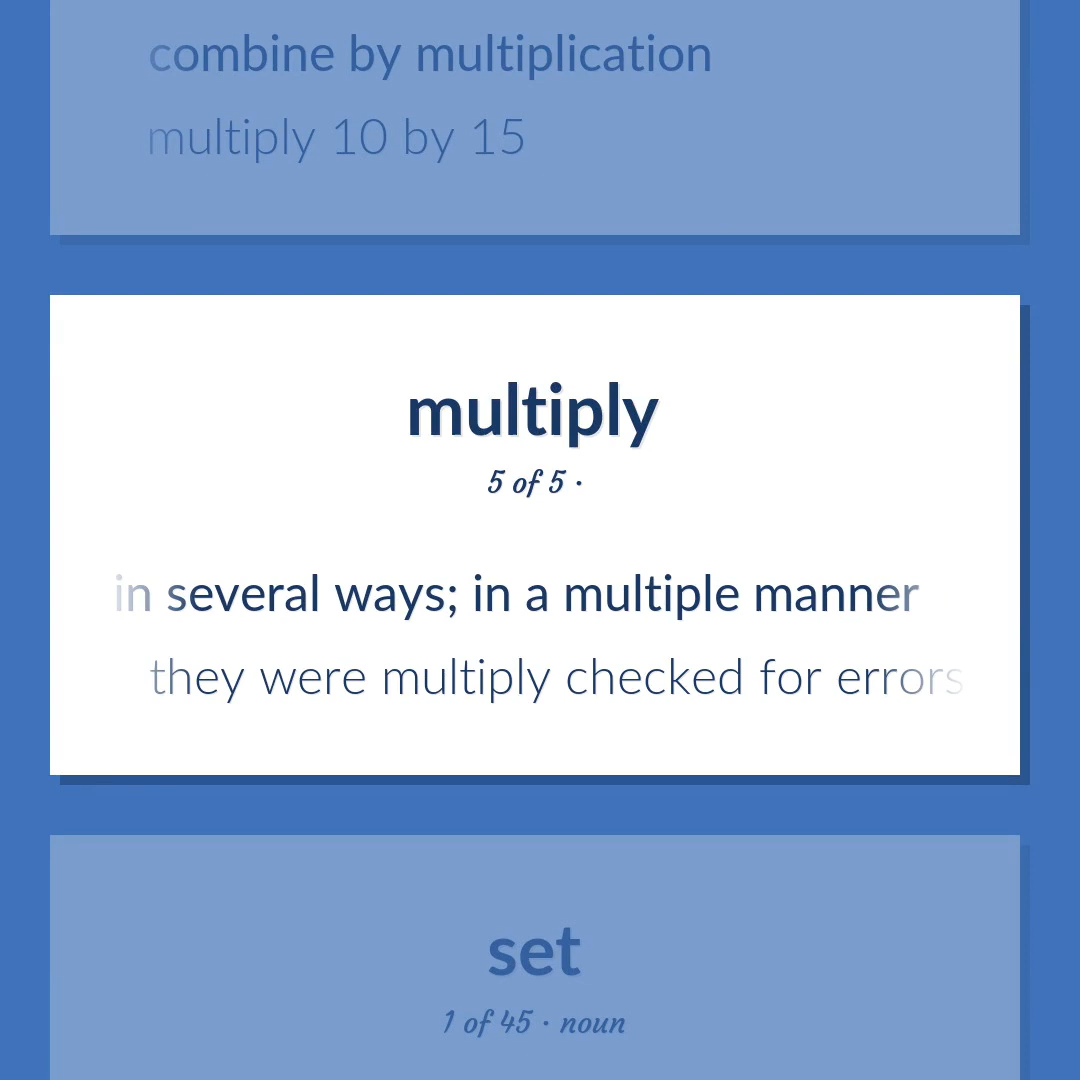 combine by multiplication
multiply 10 by 15
multiply
5 of 5 ·
in several ways; in a multiple manner
they were multiply checked for errors
set
1 of 45 · noun